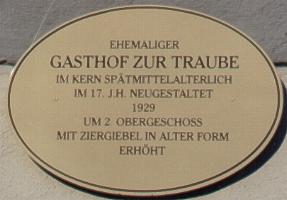 EHEMALIGER
GASTHOF ZUR TRAUBE
IM KERN SPÄTMITTELALTERLICH
IM 17. J.H. NEUGESTALTET
1929
UM 2. OBERGESCHOSS
MIT ZIERGIEBEL IN ALTER FORM
ERHÖHT